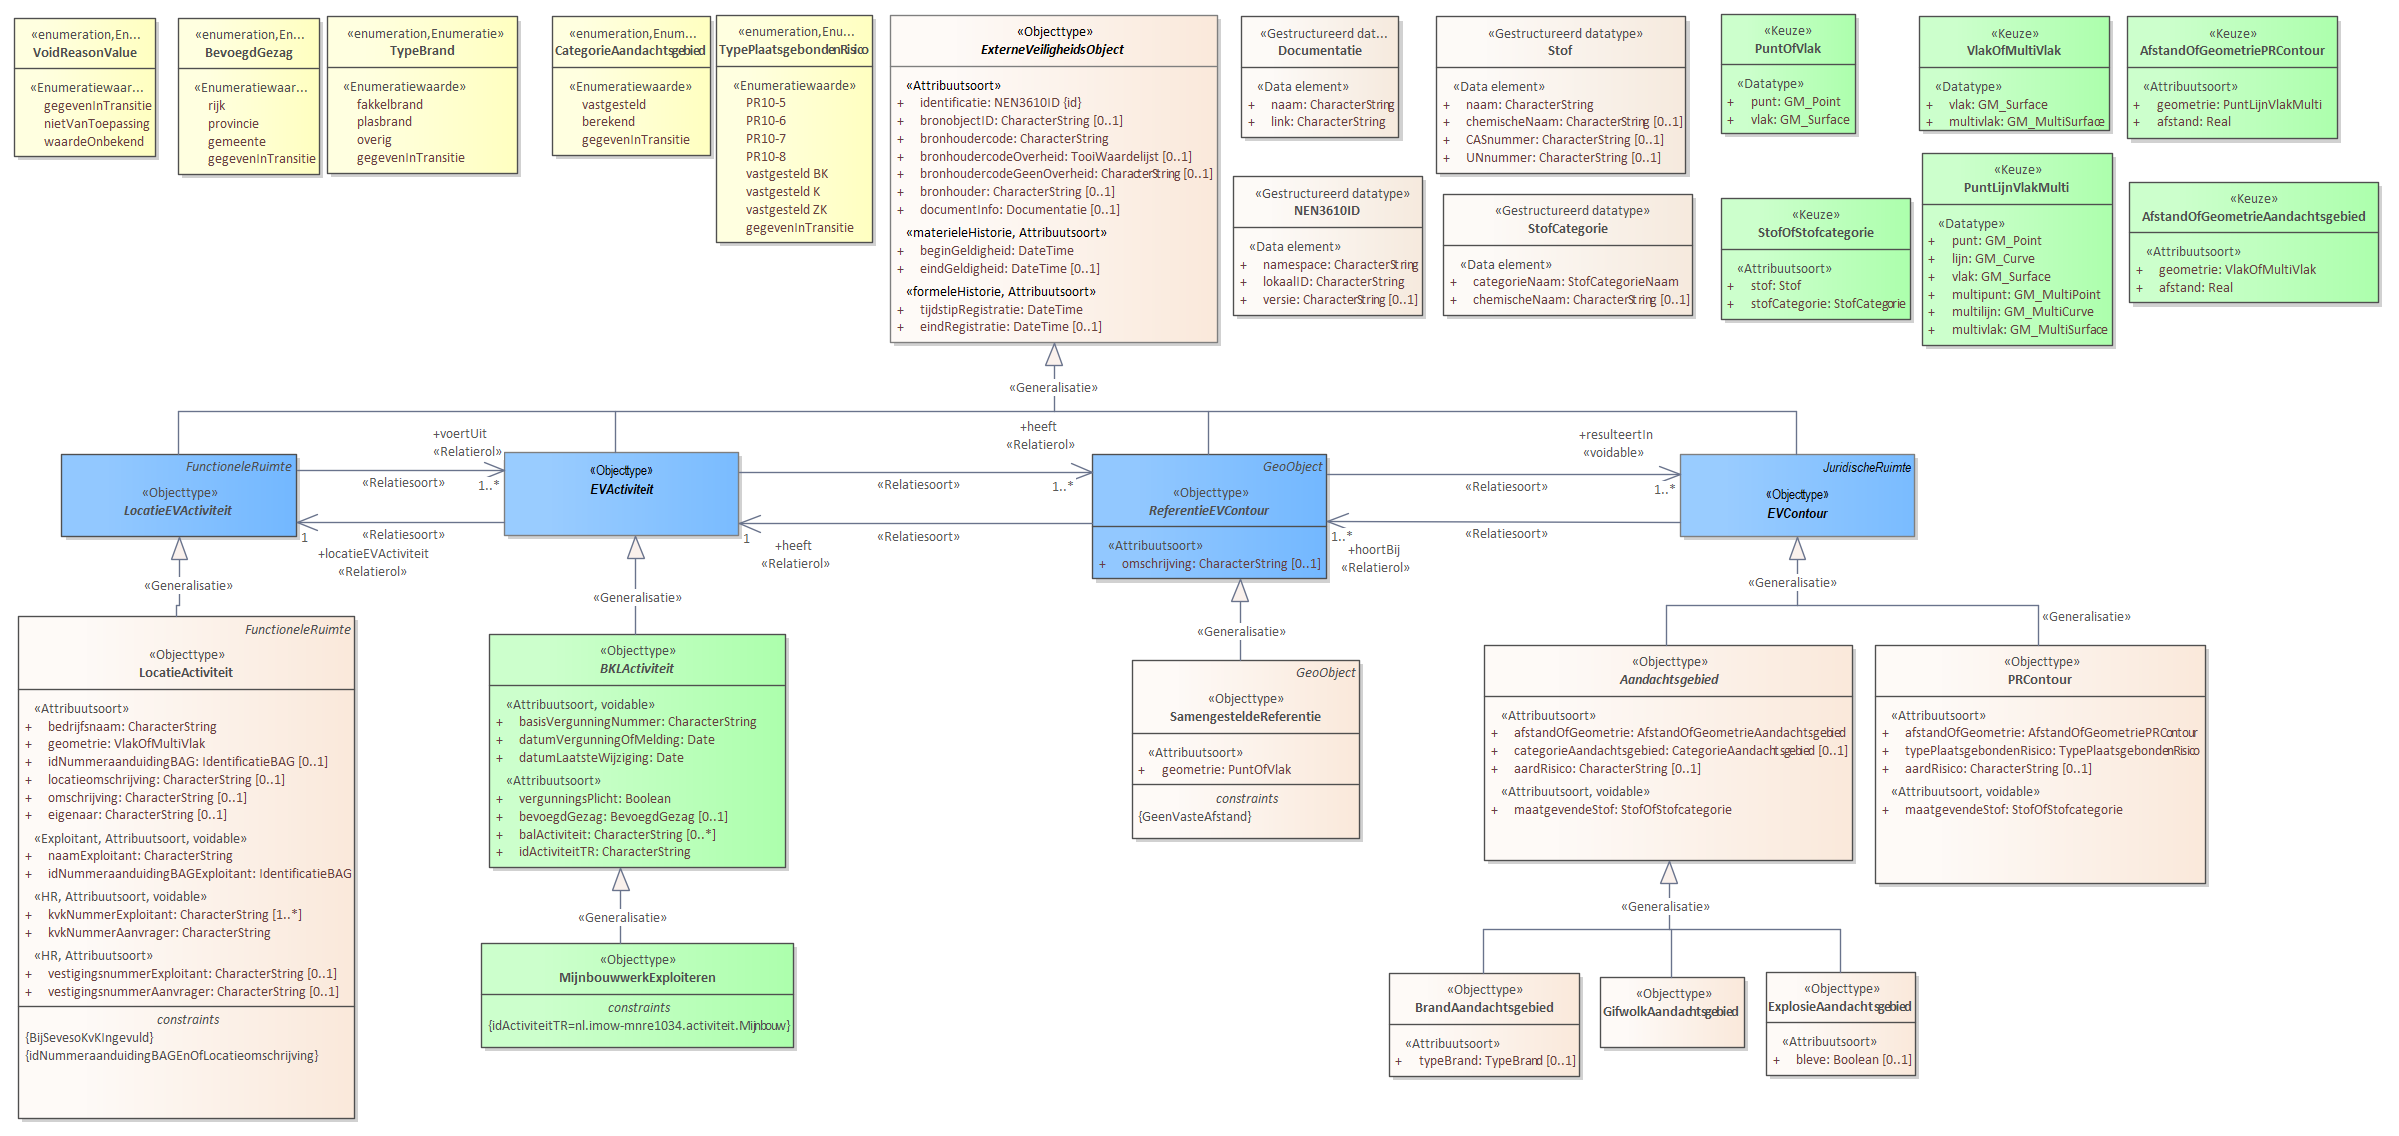 «enumeration,En...
VoidReasonValue
«Enumeratiewaar...
gegevenInTransitie
nietVanToepassing
waardeOnbekend
«enumeration,En...
BevoegdGezag
«Enumeratiewaar...
rijk
provincie
gemeente
gegevenInTransitie
«enumeration,Enumeratie»
TypeBrand
«Enumeratiewaarde»
fakkelbrand
plasbrand
overig
gegevenInTransitie
«enumeration,Enum...
CategorieAandachtsgebied
«Enumeratiewaarde»
vastgesteld
berekend
gegevenInTransitie
«enumeration,Enu...
TypePlaatsgebondenRisico
«Enumeratiewaarde»
PR10-5
PR10-6
PR10-7
PR10-8
vastgesteld BK
vastgesteld K
vastgesteld ZK
gegevenInTransitie
«Objecttype»
ExterneVeiligheidsObject
«Attribuutsoort»
+ identificatie: NEN3610ID {id}
+ bronobjectID: CharacterString [0..1]
+ bronhoudercode: CharacterString
+ bronhoudercodeOverheid: TooiWaardelijst [0..1]
+ bronhoudercodeGeenOverheid: CharacterString [0..1]
+ bronhouder: CharacterString [0..1]
+ documentInfo: Documentatie [0..1]
«materieleHistorie, Attribuutsoort»
+ beginGeldigheid: DateTime
+ eindGeldigheid: DateTime [0..1]
«formeleHistorie, Attribuutsoort»
+ tijdstipRegistratie: DateTime
+ eindRegistratie: DateTime [0..1]
«Gestructureerd dat...
Documentatie
«Data element»
+ naam: CharacterString
+ link: CharacterString
«Gestructureerd datatype»
NEN3610ID
«Data element»
+ namespace: CharacterString
+ lokaalID: CharacterString
+ versie: CharacterString [0..1]
«Gestructureerd datatype»
Stof
«Data element»
+ naam: CharacterString
+ chemischeNaam: CharacterString [0..1]
+ CASnummer: CharacterString [0..1]
+ UNnummer: CharacterString [0..1]
«Gestructureerd datatype»
StofCategorie
«Data element»
+ categorieNaam: StofCategorieNaam
+ chemischeNaam: CharacterString [0..1]
«Keuze»
PuntOfVlak
«Datatype»
+ punt: GM_Point
+ vlak: GM_Surface
«Keuze»
StofOfStofcategorie
«Attribuutsoort»
+ stof: Stof
+ stofCategorie: StofCategorie
«Keuze»
VlakOfMultiVlak
«Datatype»
+ vlak: GM_Surface
+ multivlak: GM_MultiSurface
«Keuze»
PuntLijnVlakMulti
«Datatype»
+ punt: GM_Point
+ lijn: GM_Curve
+ vlak: GM_Surface
+ multipunt: GM_MultiPoint
+ multilijn: GM_MultiCurve
+ multivlak: GM_MultiSurface
«Keuze»
AfstandOfGeometriePRContour
«Attribuutsoort»
+ geometrie: PuntLijnVlakMulti
+ afstand: Real
«Keuze»
AfstandOfGeometrieAandachtsgebied
«Attribuutsoort»
+ geometrie: VlakOfMultiVlak
+ afstand: Real
«Generalisatie»
FunctioneleRuimte
«Objecttype»
LocatieEVActiviteit
+voertUit
«Relatierol»
«Relatiesoort»
1..*
«Relatiesoort»
1
+locatieEVActiviteit
«Relatierol»
«Objecttype»
EVActiviteit
+heeft
«Relatierol»
«Relatiesoort»
1..*
«Relatiesoort»
1
+heeft
«Relatierol»
GeoObject
«Objecttype»
ReferentieEVContour
«Attribuutsoort»
+ omschrijving: CharacterString [0..1]
+resulteertIn
«voidable»
«Relatiesoort»
1..*
«Relatiesoort»
1..*
+hoortBij
«Relatierol»
JuridischeRuimte
«Objecttype»
EVContour
«Generalisatie»
FunctioneleRuimte
«Objecttype»
LocatieActiviteit
«Attribuutsoort»
+ bedrijfsnaam: CharacterString
+ geometrie: VlakOfMultiVlak
+ idNummeraanduidingBAG: IdentificatieBAG [0..1]
+ locatieomschrijving: CharacterString [0..1]
+ omschrijving: CharacterString [0..1]
+ eigenaar: CharacterString [0..1]
«Exploitant, Attribuutsoort, voidable»
+ naamExploitant: CharacterString
+ idNummeraanduidingBAGExploitant: IdentificatieBAG
«HR, Attribuutsoort, voidable»
+ kvkNummerExploitant: CharacterString [1..*]
+ kvkNummerAanvrager: CharacterString
«HR, Attribuutsoort»
+ vestigingsnummerExploitant: CharacterString [0..1]
+ vestigingsnummerAanvrager: CharacterString [0..1]
constraints
{BijSevesoKvKIngevuld}
{idNummeraanduidingBAGEnOfLocatieomschrijving}
«Generalisatie»
«Objecttype»
BKLActiviteit
«Attribuutsoort, voidable»
+ basisVergunningNummer: CharacterString
+ datumVergunningOfMelding: Date
+ datumLaatsteWijziging: Date
«Attribuutsoort»
+ vergunningsPlicht: Boolean
+ bevoegdGezag: BevoegdGezag [0..1]
+ balActiviteit: CharacterString [0..*]
+ idActiviteitTR: CharacterString
«Generalisatie»
«Objecttype»
MijnbouwwerkExploiteren
constraints
{idActiviteitTR=nl.imow-mnre1034.activiteit.Mijnbouw}
«Generalisatie»
GeoObject
«Objecttype»
SamengesteldeReferentie
«Attribuutsoort»
+ geometrie: PuntOfVlak
constraints
{GeenVasteAfstand}
«Generalisatie»
«Generalisatie»
«Objecttype»
Aandachtsgebied
«Attribuutsoort»
+ afstandOfGeometrie: AfstandOfGeometrieAandachtsgebied
+ categorieAandachtsgebied: CategorieAandachtsgebied [0..1]
+ aardRisico: CharacterString [0..1]
«Attribuutsoort, voidable»
+ maatgevendeStof: StofOfStofcategorie
«Objecttype»
PRContour
«Attribuutsoort»
+ afstandOfGeometrie: AfstandOfGeometriePRContour
+ typePlaatsgebondenRisico: TypePlaatsgebondenRisico
+ aardRisico: CharacterString [0..1]
«Attribuutsoort, voidable»
+ maatgevendeStof: StofOfStofcategorie
«Generalisatie»
«Objecttype»
BrandAandachtsgebied
«Attribuutsoort»
+ typeBrand: TypeBrand [0..1]
«Objecttype»
GifwolkAandachtsgebied
«Objecttype»
ExplosieAandachtsgebied
«Attribuutsoort»
+ bleve: Boolean [0..1]